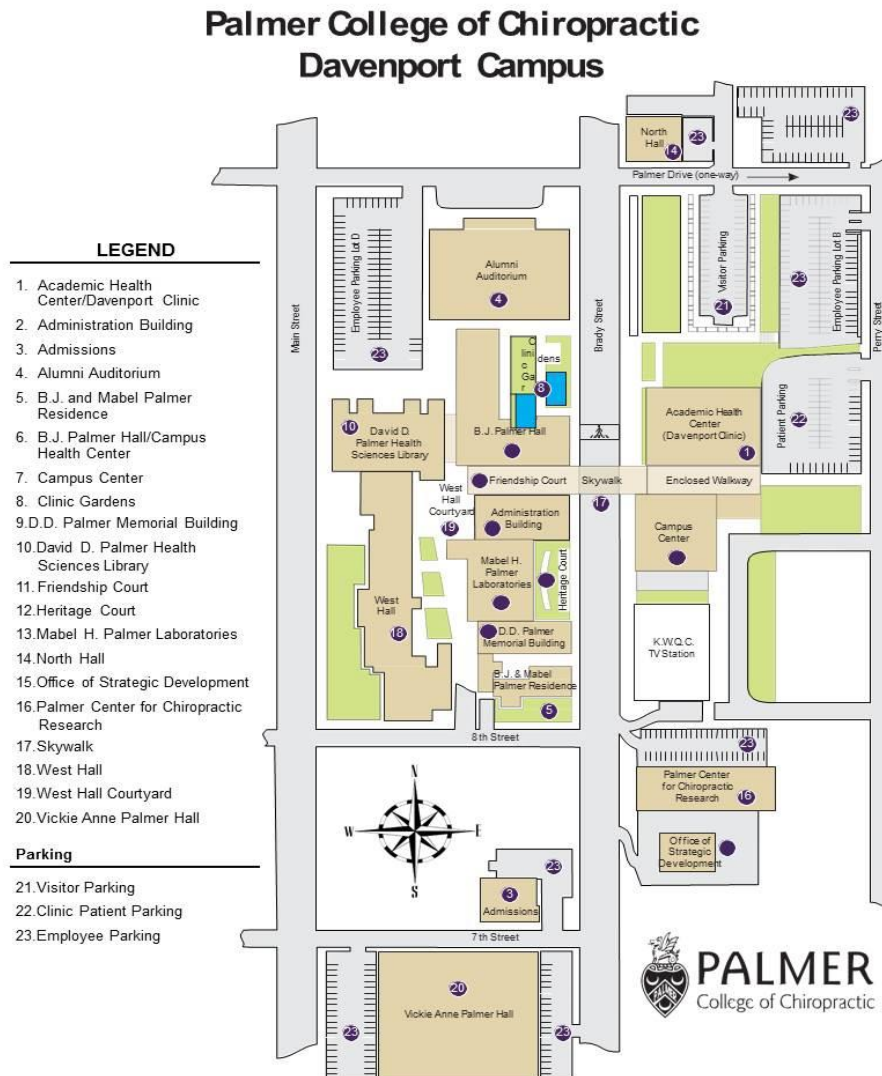 Palmer College of Chiropractic
Davenport Campus
LEGEND
1. Academic Health
Center/Davenport Clinic
2. Administration Building
3. Admissions
4. Alumni Auditorium
5. B.J. and Mabel Palmer
Residence
6. B.J. Palmer Hall/Campus
Health Center
7. Campus Center
8. Clinic Gardens
9.D.D. Palmer Memorial Building
10.David D. Palmer Health
Sciences Library
11. Friendship Court
12.Heritage Court
13.Mabel H. Palmer Laboratories
14.North Hall
15.Office of Strategic Development
16.Palmer Center for Chiropractic
Research
17.Skywalk
18.West Hall
19.West Hall Courtyard
20.Vickie Anne Palmer Hall
Parking
21.Visitor Parking
22.Clinic Patient Parking
23.Employee Parking
North
Hall
14
23
23
Palmer Drive (one-way)
Main Street
Employee Parking Lot D
23
Alumni
Auditorium
4
Brady Street
Visitor Parking
21
23
Employee Parking Lot B
Perry Street
C
linic
Ga
r
dens
8
10
David D.
Palmer Health
Sciences Library
B.J. Palmer Hall
Academic Health
Center
(Davenport Clinic)
1
Patient Parking
22
Friendship Court
Skywalk
17
Enclosed Walkway
West
Hall
Courtyard
19
Administration
Building
Campus
Center
Mabel H.
Palmer
Laboratories
Heritage Court
West
Hall
18
D.D. Palmer
Memorial Building
K.W.Q.C.
TV Station
B.J. & Mabel
Palmer Residence
5
8th Street
23
Palmer Center
for Chiropractic
Research
16
Office of
Strategic
Development
N
W
E
S
23
3
Admissions
7th Street
20
Vickie Anne Palmer Hall
23
23
PALMER
PALMER
College of Chiropractic